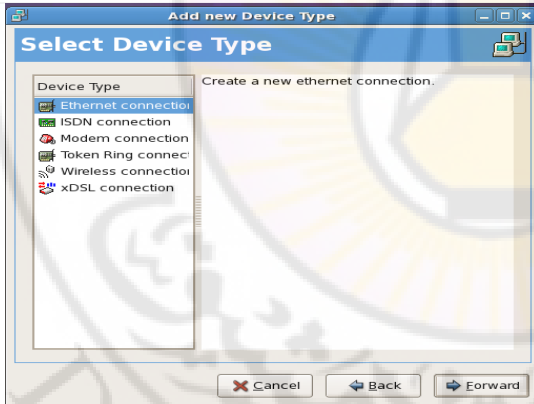 Add new Device Type
Select Device Type
Device Type
Ethernet connectio
ISDN connection
Modem connection
Token Ring connec
Wireless connectio
xDSL connection
Create a new ethernet connection.
Cancel
Back
Forward